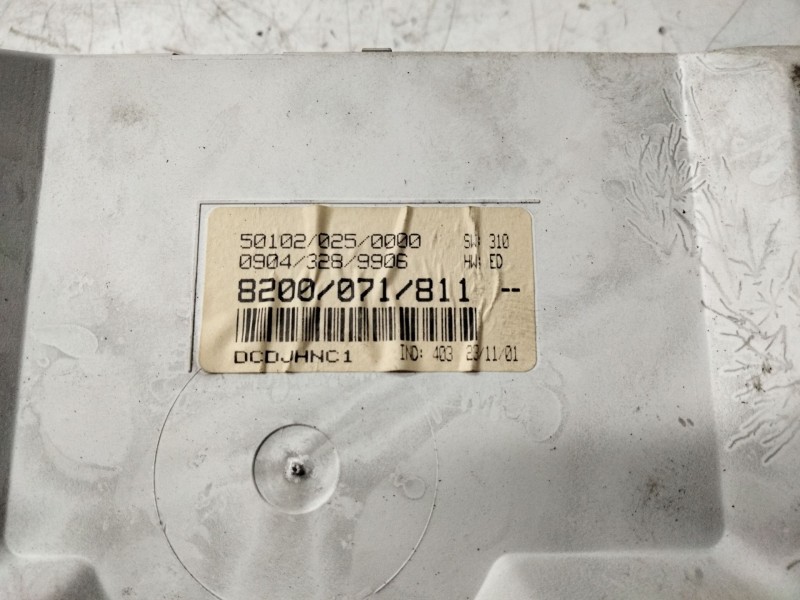 50102/025/0000 SW: 310
0904/328/9906 HW: ED
8200/071/811 --
DCDJHNC1 IND: 403 23/11/01